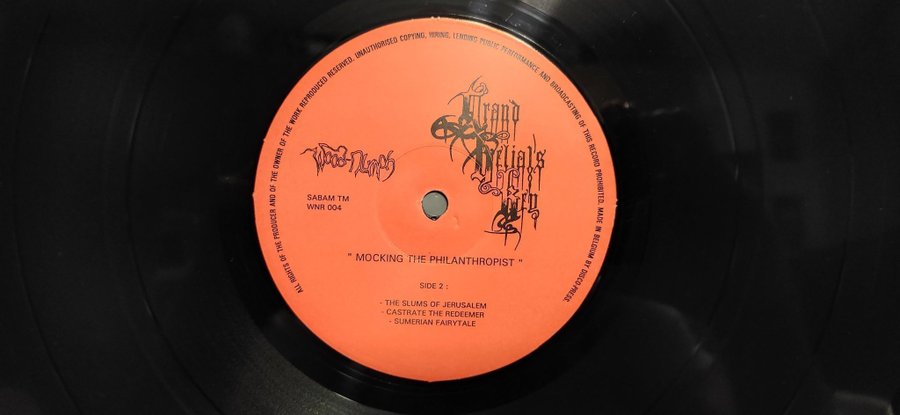 ALL RIGHTS OF THE PRODUCER AND OF THE OWNER OF THE WORK REPRODUCED RESERVED. UNAUTHORISED COPYING, HIRING, LENDING PUBLIC PERFORMANCE AND BROADCASTING OF THIS RECORD PROHIBITED. MADE IN BELGIUM BY DISCO-PRESS.
Grand
Belial's
Key
Wood-Nymph
SABAM TM
WNR 004
" MOCKING THE PHILANTHROPIST "
SIDE 2 :
- THE SLUMS OF JERUSALEM
- CASTRATE THE REDEEMER
- SUMERIAN FAIRYTALE